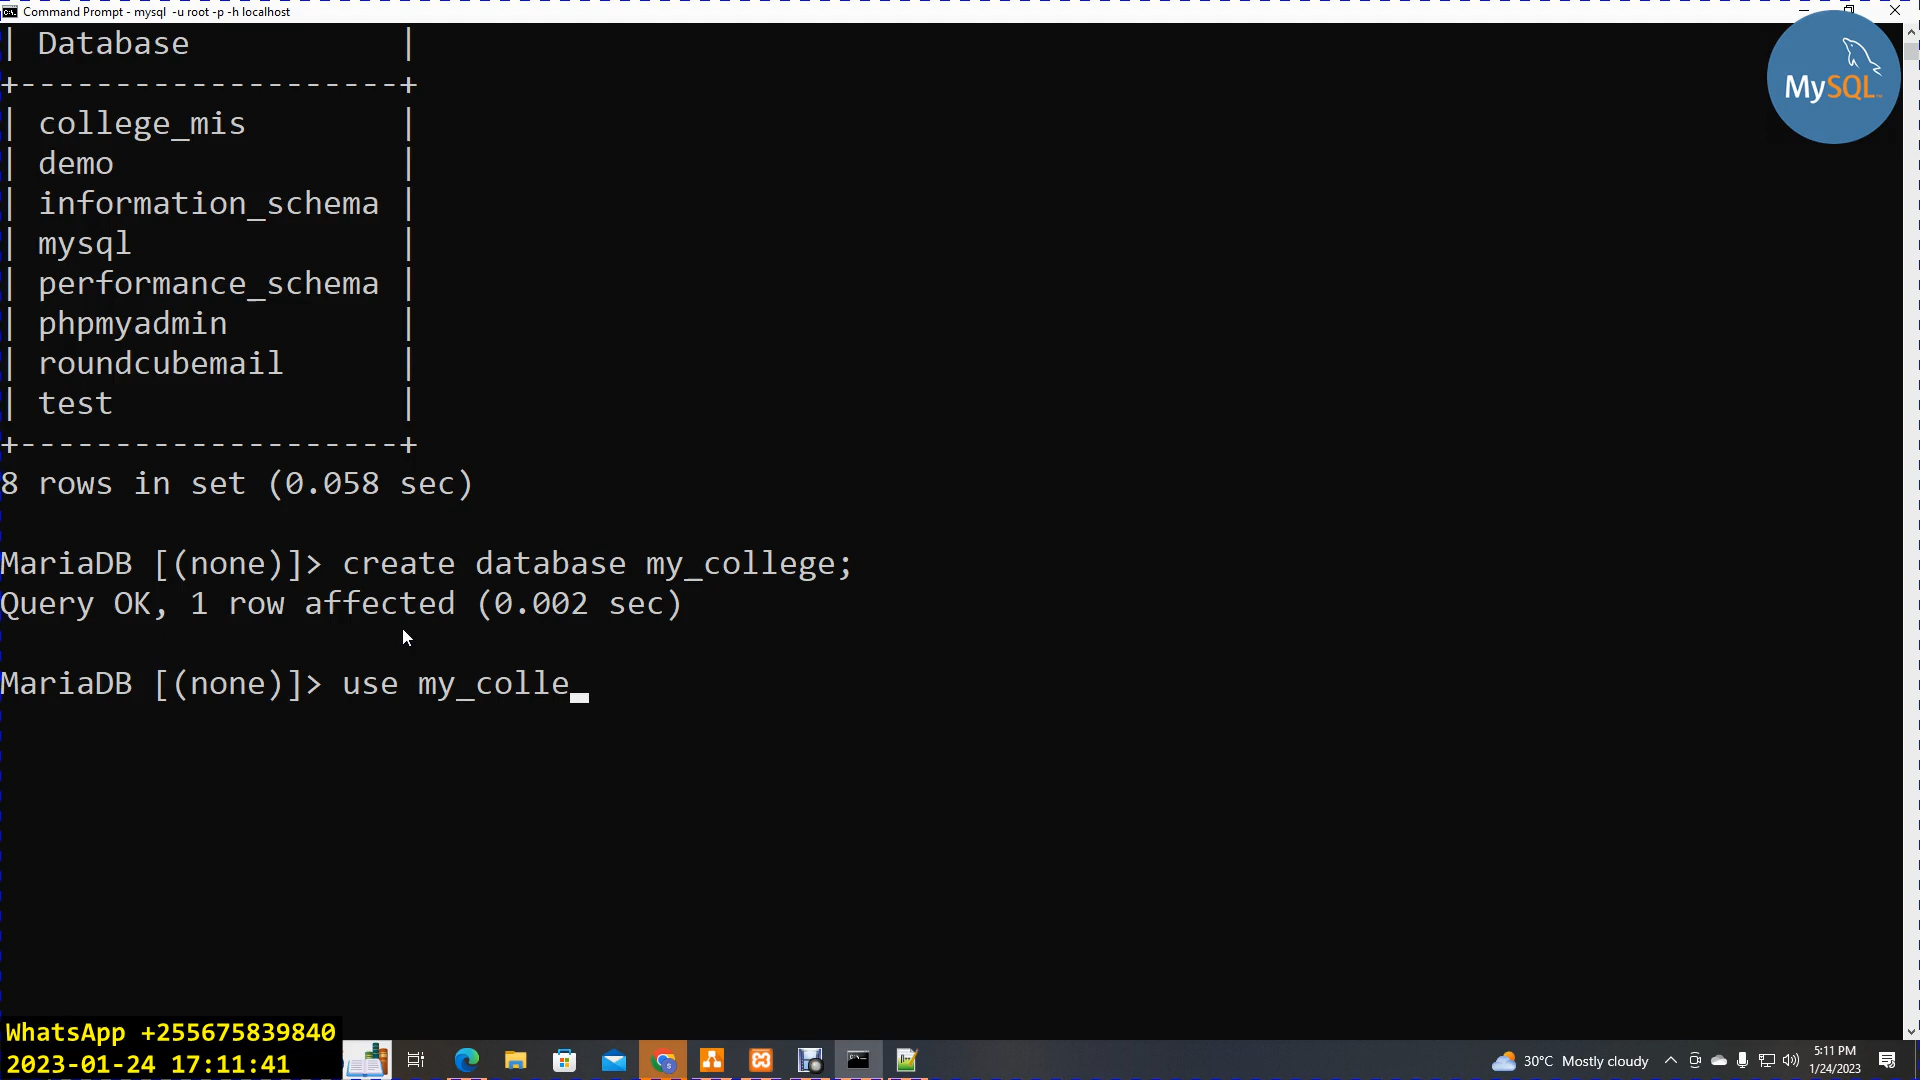 Command Prompt - mysql -u root -p -h localhost
| Database           |
+--------------------+
| college_mis        |
| demo               |
| information_schema |
| mysql              |
| performance_schema |
| phpmyadmin         |
| roundcubemail      |
| test               |
+--------------------+
8 rows in set (0.058 sec)
MariaDB [(none)]> create database my_college;
Query OK, 1 row affected (0.002 sec)
MariaDB [(none)]> use my_colle_
MySQL™
WhatsApp +255675839840
2023-01-24 17:11:41
30°C Mostly cloudy
5:11 PM
1/24/2023